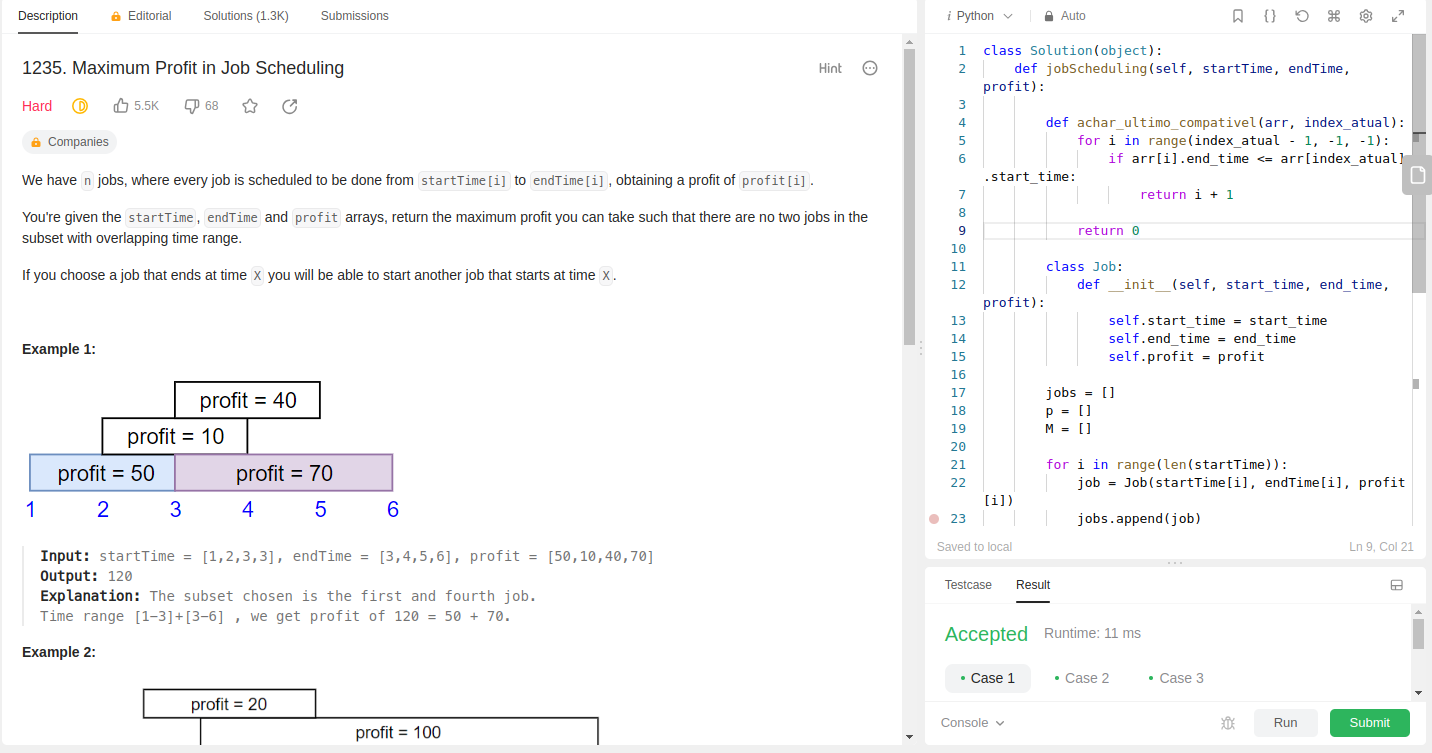 Description Editorial Solutions (1.3K) Submissions
1235. Maximum Profit in Job Scheduling
Hint
Hard 5.5K 68
Companies
We have n jobs, where every job is scheduled to be done from startTime[i] to endTime[i], obtaining a profit of profit[i].
You're given the startTime, endTime and profit arrays, return the maximum profit you can take such that there are no two jobs in the
subset with overlapping time range.
If you choose a job that ends at time X you will be able to start another job that starts at time X.
Example 1:
profit = 40
profit = 10
profit = 50 profit = 70
1 2 3 4 5 6
Input: startTime = [1,2,3,3], endTime = [3,4,5,6], profit = [50,10,40,70]
Output: 120
Explanation: The subset chosen is the first and fourth job.
Time range [1-3]+[3-6] , we get profit of 120 = 50 + 70.
Example 2:
profit = 20
profit = 100
i Python Auto {}
1 class Solution(object):
2 def jobScheduling(self, startTime, endTime,
profit):
3
4 def achar_ultimo_compativel(arr, index_atual):
5 for i in range(index_atual - 1, -1, -1):
6 if arr[i].end_time <= arr[index_atual]
.start_time:
7 return i + 1
8
9 return 0
10
11 class Job:
12 def __init__(self, start_time, end_time,
profit):
13 self.start_time = start_time
14 self.end_time = end_time
15 self.profit = profit
16
17 jobs = []
18 p = []
19 M = []
20
21 for i in range(len(startTime)):
22 job = Job(startTime[i], endTime[i], profit
[i])
23 jobs.append(job)
Saved to local Ln 9, Col 21
Testcase Result
Accepted Runtime: 11 ms
• Case 1 • Case 2 • Case 3
Console Run Submit